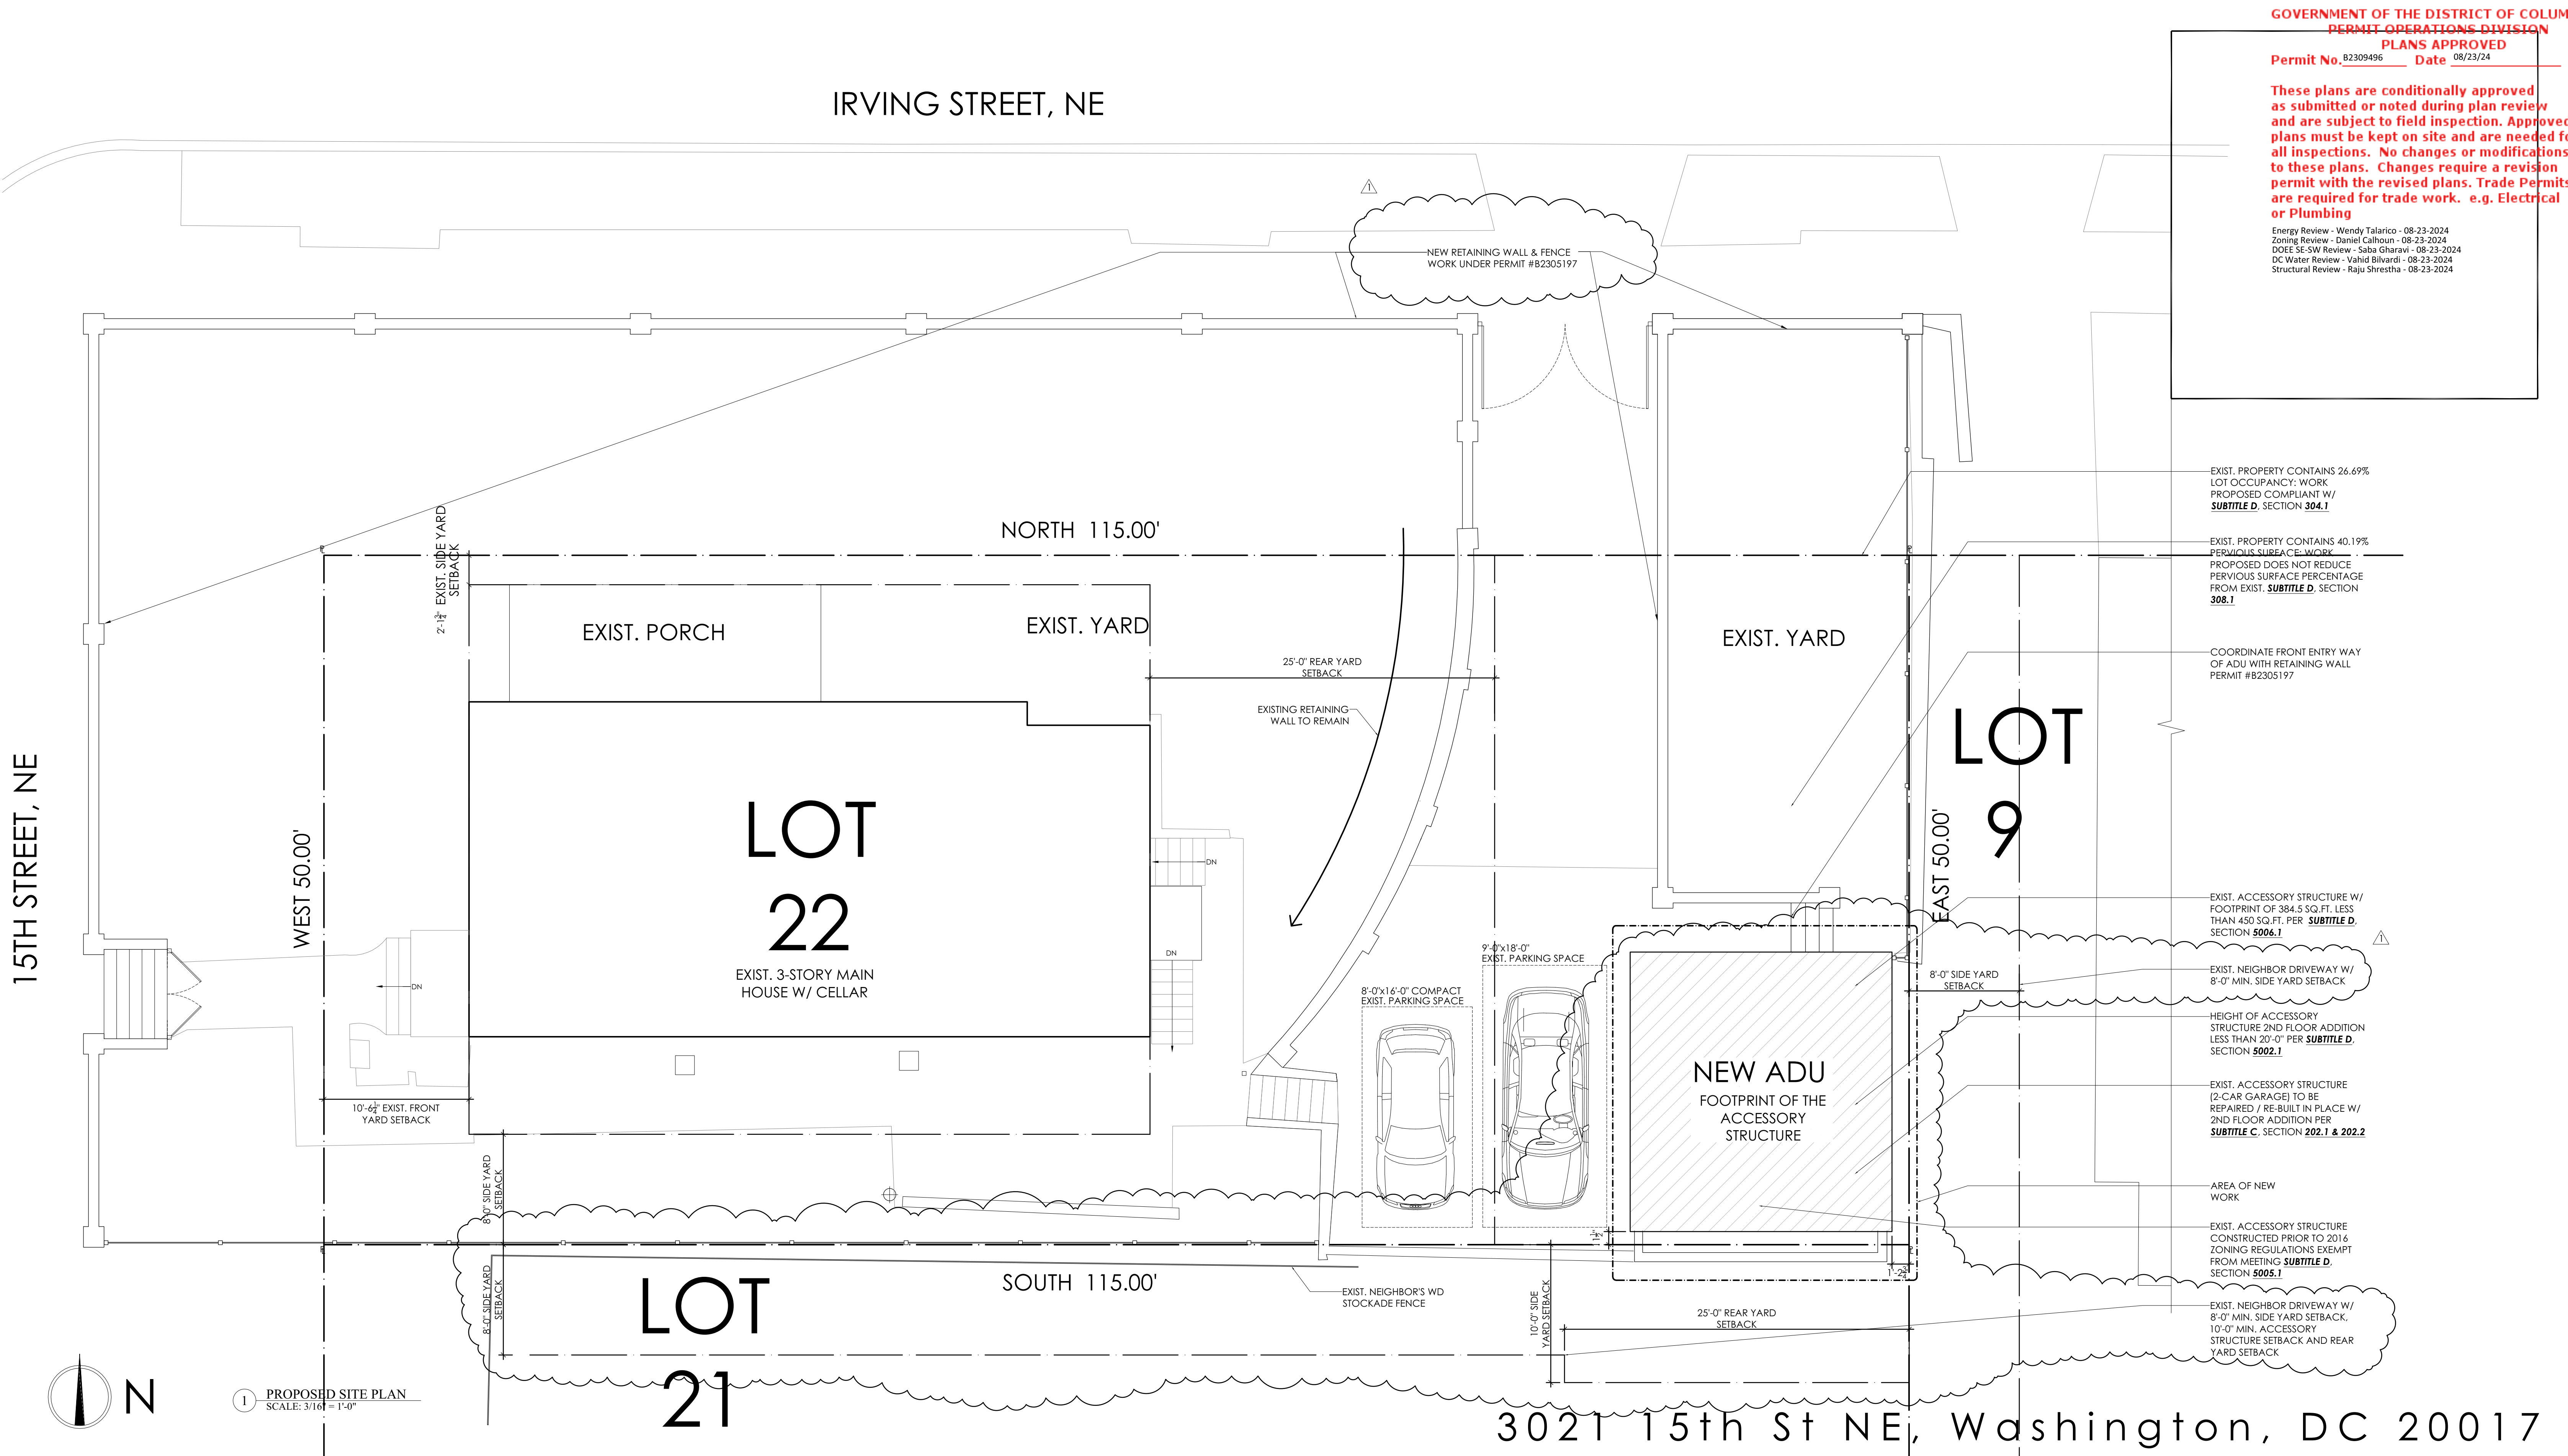 GOVERNMENT OF THE DISTRICT OF COLUM
PERMIT OPERATIONS DIVISION
PLANS APPROVED
Permit No. B2309496 Date 08/23/24
These plans are conditionally approved
as submitted or noted during plan review
and are subject to field inspection. Approved
plans must be kept on site and are needed fo
all inspections. No changes or modifications
to these plans. Changes require a revision
permit with the revised plans. Trade Permits
are required for trade work. e.g. Electrical
or Plumbing
Energy Review - Wendy Talarico - 08-23-2024
Zoning Review - Daniel Calhoun - 08-23-2024
DOEE SE-SW Review - Saba Gharavi - 08-23-2024
DC Water Review - Vahid Bilvardi - 08-23-2024
Structural Review - Raju Shrestha - 08-23-2024
IRVING STREET, NE
1
NEW RETAINING WALL & FENCE
WORK UNDER PERMIT #B2305197
EXIST. PROPERTY CONTAINS 26.69%
LOT OCCUPANCY: WORK
PROPOSED COMPLIANT W/
SUBTITLE D, SECTION 304.1
NORTH 115.00'
2'-1¾" EXIST. SIDE YARD
SETBACK
EXIST. PROPERTY CONTAINS 40.19%
PERVIOUS SURFACE: WORK
PROPOSED DOES NOT REDUCE
PERVIOUS SURFACE PERCENTAGE
FROM EXIST. SUBTITLE D, SECTION
308.1
EXIST. PORCH
EXIST. YARD
EXIST. YARD
25'-0" REAR YARD
SETBACK
COORDINATE FRONT ENTRY WAY
OF ADU WITH RETAINING WALL
PERMIT #B2305197
EXISTING RETAINING
WALL TO REMAIN
LOT
9
15TH STREET, NE
WEST 50.00'
LOT
22
EXIST. 3-STORY MAIN
HOUSE W/ CELLAR
DN
DN
DN
EAST 50.00'
EXIST. ACCESSORY STRUCTURE W/
FOOTPRINT OF 384.5 SQ.FT. LESS
THAN 450 SQ.FT. PER SUBTITLE D,
SECTION 5006.1
1
9'-0"x18'-0"
EXIST. PARKING SPACE
8'-0"x16'-0" COMPACT
EXIST. PARKING SPACE
8'-0" SIDE YARD
SETBACK
EXIST. NEIGHBOR DRIVEWAY W/
8'-0" MIN. SIDE YARD SETBACK
HEIGHT OF ACCESSORY
STRUCTURE 2ND FLOOR ADDITION
LESS THAN 20'-0" PER SUBTITLE D,
SECTION 5002.1
NEW ADU
FOOTPRINT OF THE
ACCESSORY
STRUCTURE
EXIST. ACCESSORY STRUCTURE
(2-CAR GARAGE) TO BE
REPAIRED / RE-BUILT IN PLACE W/
2ND FLOOR ADDITION PER
SUBTITLE C, SECTION 202.1 & 202.2
10'-6¼" EXIST. FRONT
YARD SETBACK
8'-0" SIDE YARD
SETBACK
8'-0" SIDE YARD
SETBACK
AREA OF NEW
WORK
EXIST. ACCESSORY STRUCTURE
CONSTRUCTED PRIOR TO 2016
ZONING REGULATIONS EXEMPT
FROM MEETING SUBTITLE D,
SECTION 5005.1
LOT
21
SOUTH 115.00'
EXIST. NEIGHBOR'S WD
STOCKADE FENCE
10'-0" SIDE
YARD SETBACK
25'-0" REAR YARD
SETBACK
EXIST. NEIGHBOR DRIVEWAY W/
8'-0" MIN. SIDE YARD SETBACK,
10'-0" MIN. ACCESSORY
STRUCTURE SETBACK AND REAR
YARD SETBACK
N
1 PROPOSED SITE PLAN
SCALE: 3/16" = 1'-0"
3021 15th St NE, Washington, DC 20017